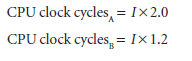 CPU clock cycles_A = I×2.0
CPU clock cycles_B = I×1.2